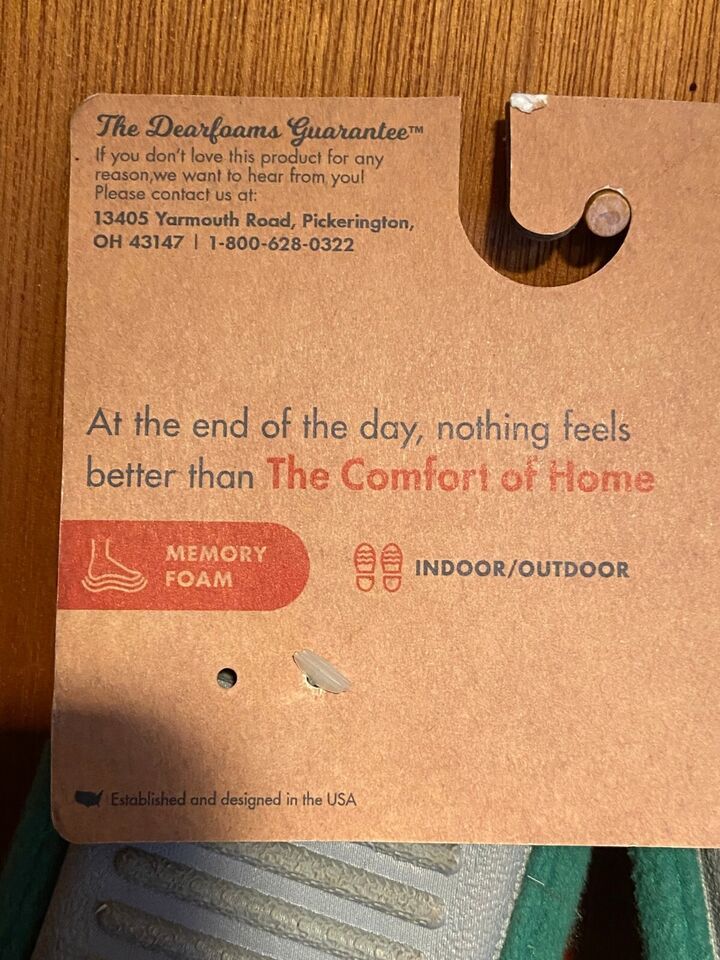 The Dearfoams Guarantee™
If you don't love this product for any
reason,we want to hear from you!
Please contact us at:
13405 Yarmouth Road, Pickerington,
OH 43147 | 1-800-628-0322
At the end of the day, nothing feels
better than The Comfort of Home
MEMORY
FOAM
INDOOR/OUTDOOR
Established and designed in the USA